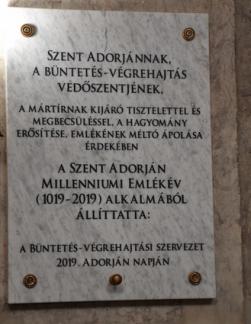 SZENT ADORJÁNNAK,
A BÜNTETÉS-VÉGREHAJTÁS
VÉDŐSZENTJÉNEK,
A MÁRTÍRNAK KIJÁRÓ TISZTELETTEL ÉS
MEGBECSÜLÉSSEL, A HAGYOMÁNY
ERŐSÍTÉSE, EMLÉKÉNEK MÉLTÓ ÁPOLÁSA
ÉRDEKÉBEN
A SZENT ADORJÁN
MILLENNIUMI EMLÉKÉV
(1019-2019) ALKALMÁBÓL
ÁLLÍTTATTA:
A BÜNTETÉS-VÉGREHAJTÁSI SZERVEZET
2019. ADORJÁN NAPJÁN